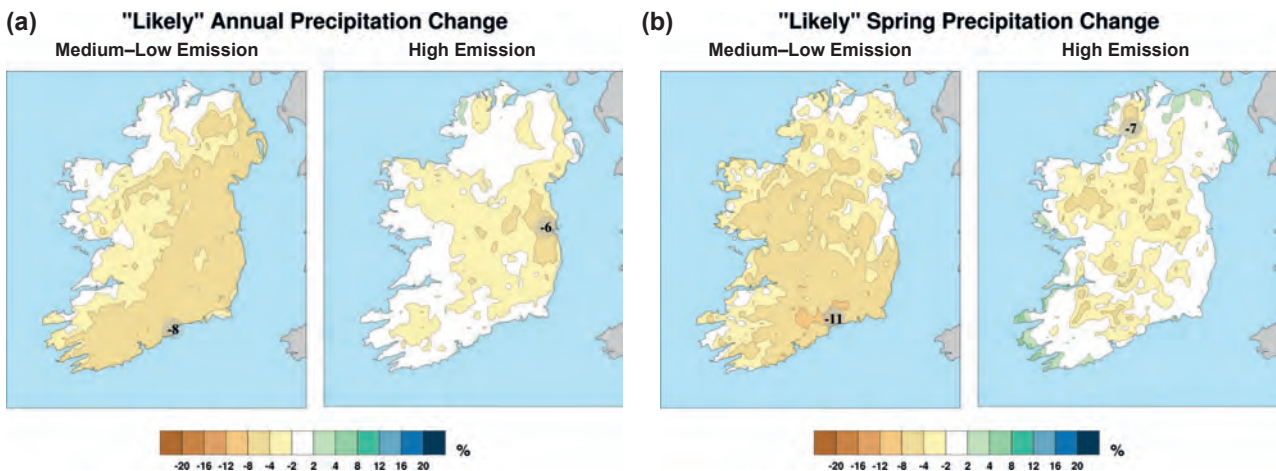 (a) "Likely" Annual Precipitation Change
Medium–Low Emission High Emission
-8
-6
-20 -16 -12 -8 -4 -2 2 4 8 12 16 20 %
(b) "Likely" Spring Precipitation Change
Medium–Low Emission High Emission
-11
-7
-20 -16 -12 -8 -4 -2 2 4 8 12 16 20 %